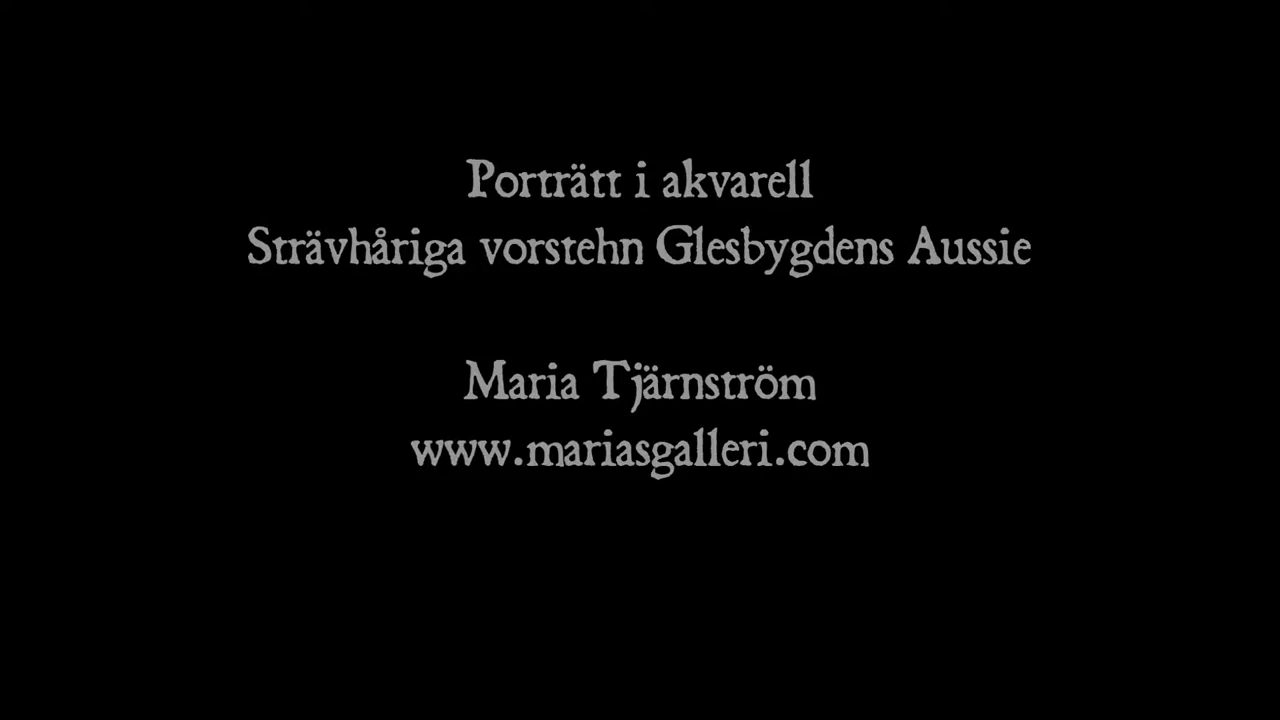 Porträtt i akvarell
Strävhåriga vorstehn Glesbygdens Aussie
Maria Tjärnström
www.mariasgalleri.com